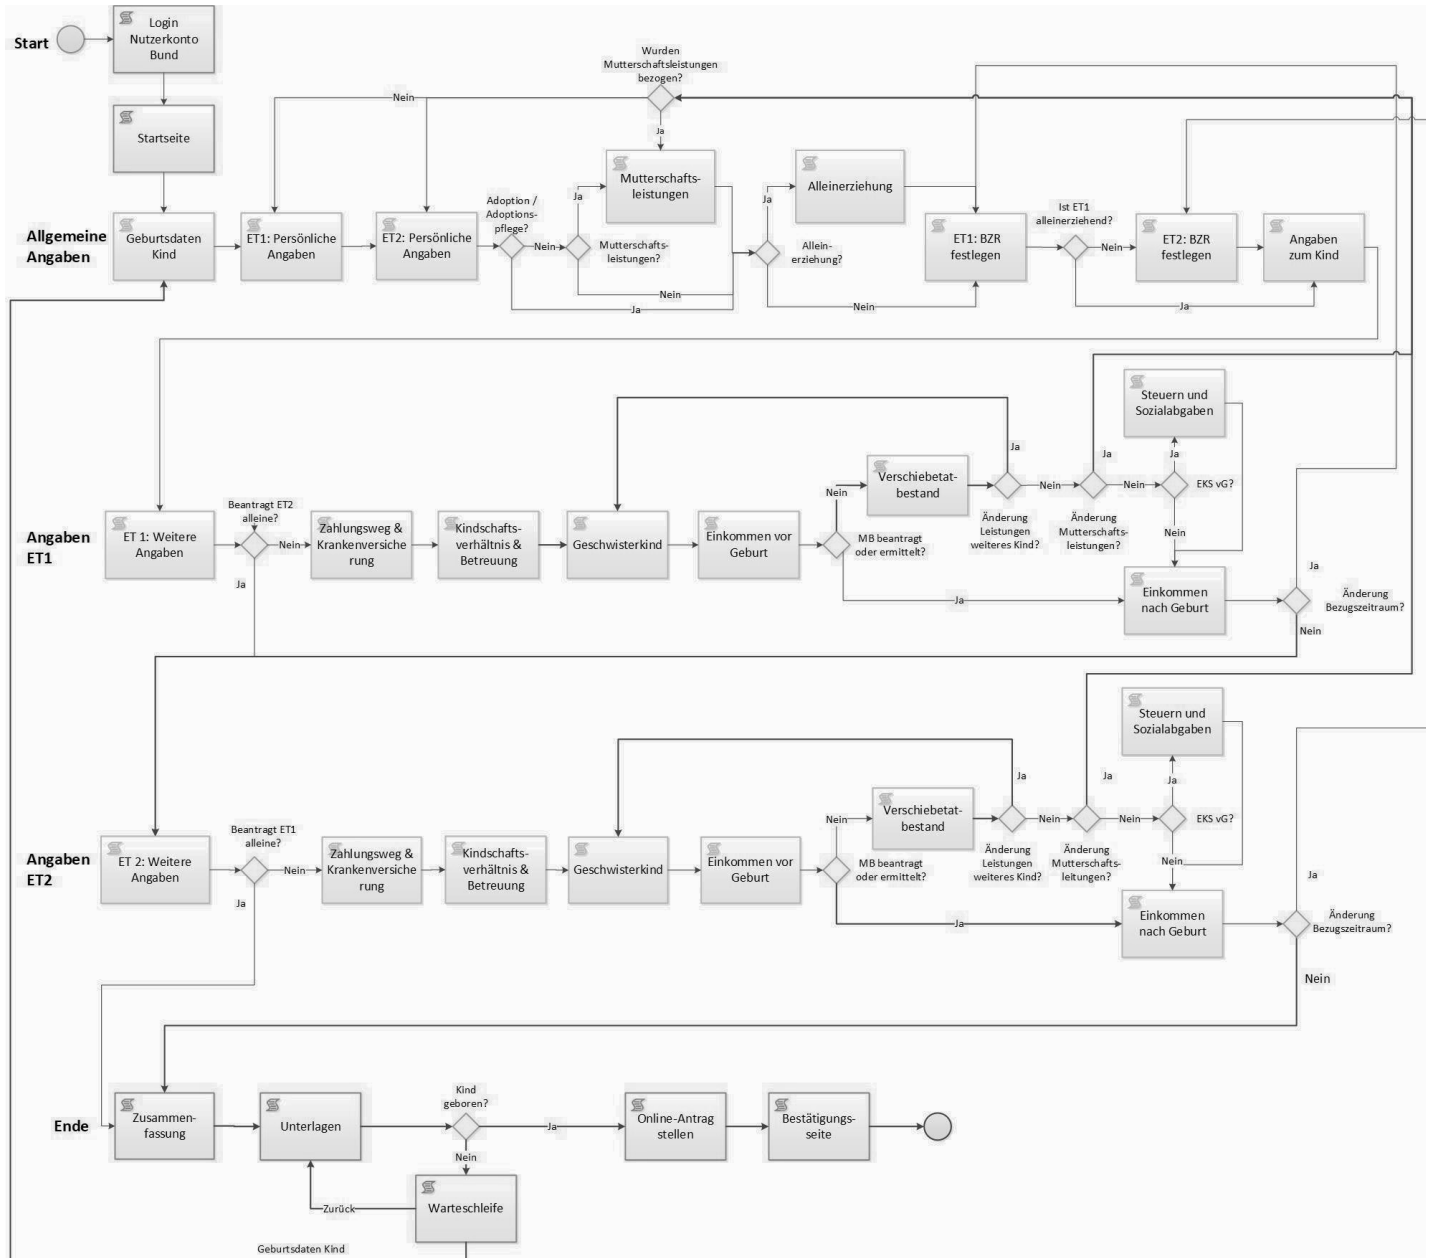 Start
Login
Nutzerkonto
Bund
Startseite
Wurden
Mutterschaftsleistungen
bezogen?
Nein
Ja
Allgemeine
Angaben
Geburtsdaten
Kind
ET1: Persönliche
Angaben
ET2: Persönliche
Angaben
Adoption /
Adoptions-
pflege?
Nein
Ja
Mutterschafts-
leistungen
Mutterschafts-
leistungen?
Nein
Ja
Ja
Alleinerziehung
Allein-
erziehung?
Nein
ET1: BZR
festlegen
Ist ET1
alleinerziehend?
Nein
Ja
ET2: BZR
festlegen
Angaben
zum Kind
Angaben
ET1
ET 1: Weitere
Angaben
Beantragt ET2
alleine?
Nein
Ja
Zahlungsweg &
Krankenversiche
rung
Kindschafts-
verhältnis &
Betreuung
Geschwisterkind
Einkommen vor
Geburt
Nein
MB beantragt
oder ermittelt?
Ja
Verschiebetat-
bestand
Ja
Nein
Änderung
Leistungen
weiteres Kind?
Ja
Nein
Änderung
Mutterschafts-
leistungen?
Steuern und
Sozialabgaben
Ja
EKS vG?
Nein
Einkommen
nach Geburt
Ja
Änderung
Bezugszeitraum?
Nein
Angaben
ET2
ET 2: Weitere
Angaben
Beantragt ET1
alleine?
Nein
Ja
Zahlungsweg &
Krankenversiche
rung
Kindschafts-
verhältnis &
Betreuung
Geschwisterkind
Einkommen vor
Geburt
Nein
MB beantragt
oder ermittelt?
Ja
Verschiebetat-
bestand
Ja
Nein
Änderung
Leistungen
weiteres Kind?
Ja
Nein
Änderung
Mutterschafts-
leitungen?
Steuern und
Sozialabgaben
Ja
EKS vG?
Nein
Einkommen
nach Geburt
Ja
Änderung
Bezugszeitraum?
Nein
Ende
Zusammen-
fassung
Unterlagen
Kind
geboren?
Ja
Nein
Online-Antrag
stellen
Bestätigungs-
seite
Warteschleife
Zurück
Geburtsdaten Kind